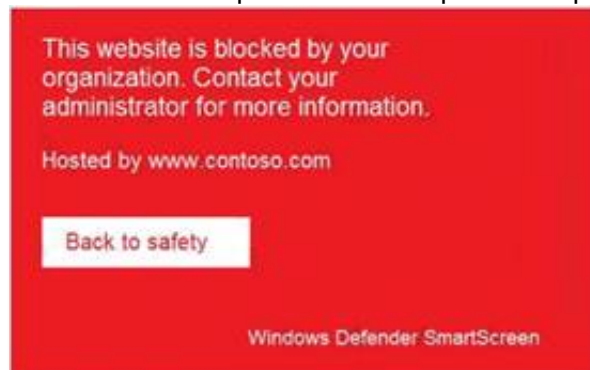 This website is blocked by your
organization. Contact your
administrator for more information.
Hosted by www.contoso.com
Back to safety
Windows Defender SmartScreen